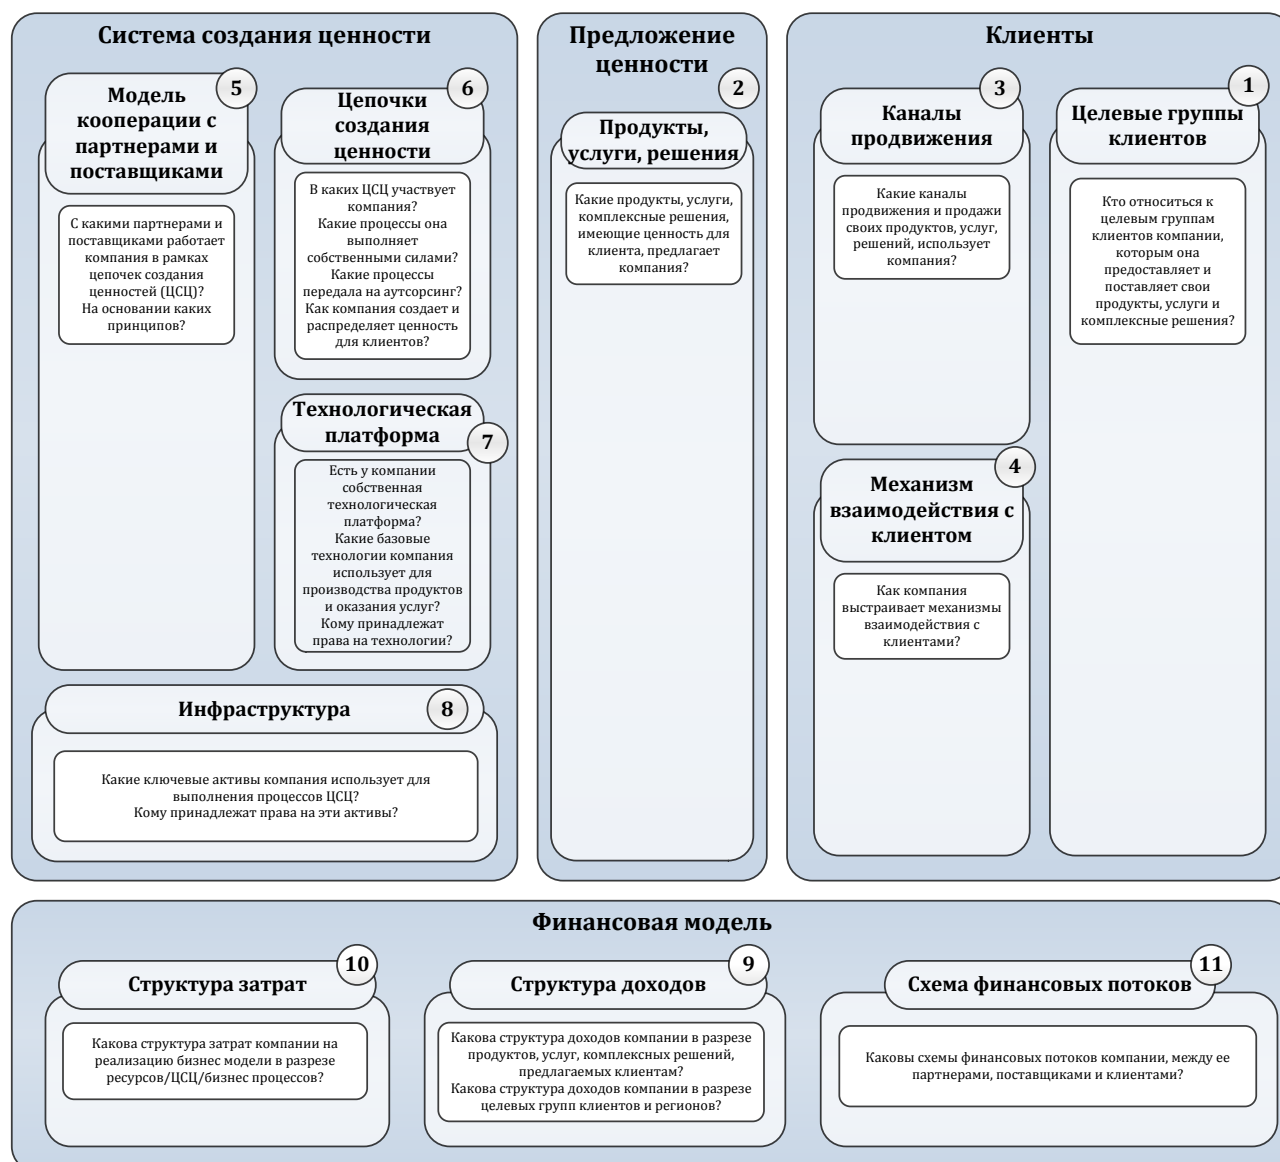 Система создания ценности
5
Модель
кооперации с
партнерами и
поставщиками
С какими партнерами и
поставщиками работает
компания в рамках
цепочек создания
ценностей (ЦСЦ)?
На основании каких
принципов?
6
Цепочки
создания
ценности
В каких ЦСЦ участвует
компания?
Какие процессы она
выполняет
собственными силами?
Какие процессы
передала на аутсорсинг?
Как компания создает и
распределяет ценность
для клиентов?
Технологическая
платформа
7
Есть у компании
собственная
технологическая
платформа?
Какие базовые
технологии компания
использует для
производства продуктов
и оказания услуг?
Кому принадлежат
права на технологии?
Инфраструктура
8
Какие ключевые активы компания использует для
выполнения процессов ЦСЦ?
Кому принадлежат права на эти активы?
Предложение
ценности
2
Продукты,
услуги, решения
Какие продукты, услуги,
комплексные решения,
имеющие ценность для
клиента, предлагает
компания?
Клиенты
3
Каналы
продвижения
Какие каналы
продвижения и продажи
своих продуктов, услуг,
решений, использует
компания?
4
Механизм
взаимодействия с
клиентом
Как компания
выстраивает механизмы
взаимодействия с
клиентами?
1
Целевые группы
клиентов
Кто относиться к
целевым группам
клиентов компании,
которым она
предоставляет и
поставляет свои
продукты, услуги и
комплексные решения?
Финансовая модель
10
Структура затрат
Какова структура затрат компании на
реализацию бизнес модели в разрезе
ресурсов/ЦСЦ/бизнес процессов?
9
Структура доходов
Какова структура доходов компании в разрезе
продуктов, услуг, комплексных решений,
предлагаемых клиентам?
Какова структура доходов компании в разрезе
целевых групп клиентов и регионов?
11
Схема финансовых потоков
Каковы схемы финансовых потоков компании, между ее
партнерами, поставщиками и клиентами?